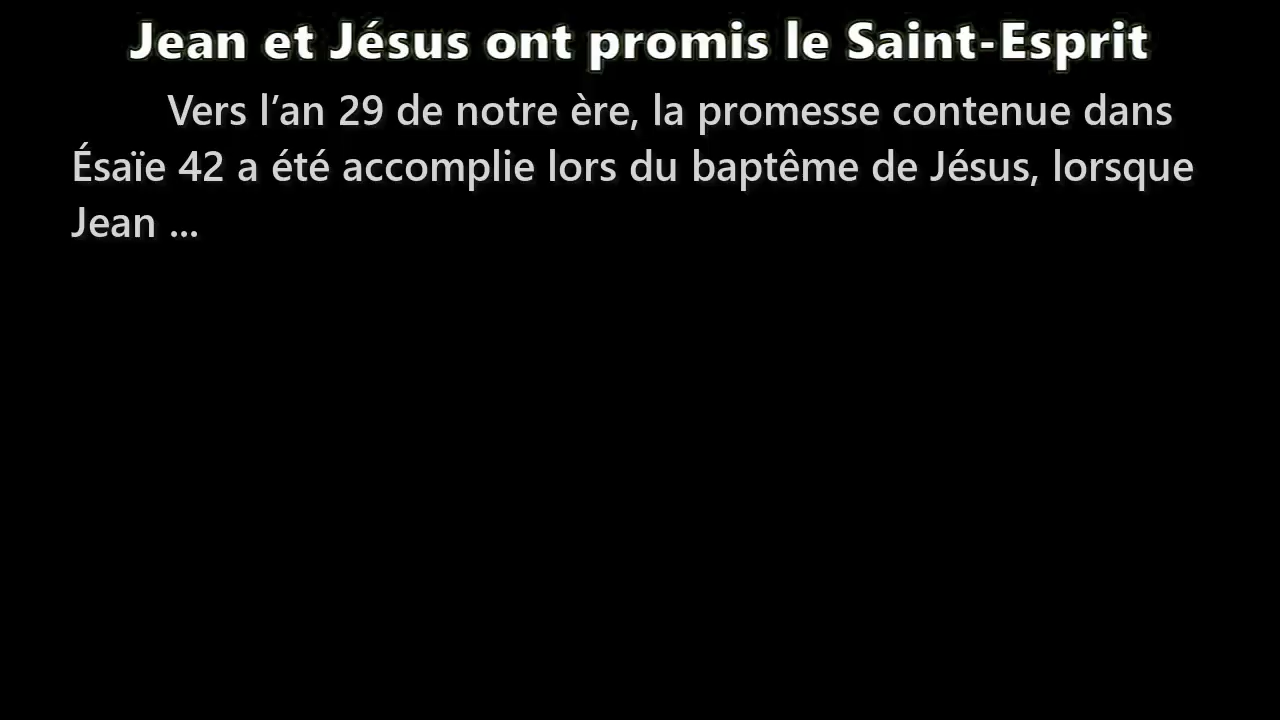 Jean et Jésus ont promis le Saint-Esprit
Vers l’an 29 de notre ère, la promesse contenue dans
Ésaïe 42 a été accomplie lors du baptême de Jésus, lorsque
Jean ...